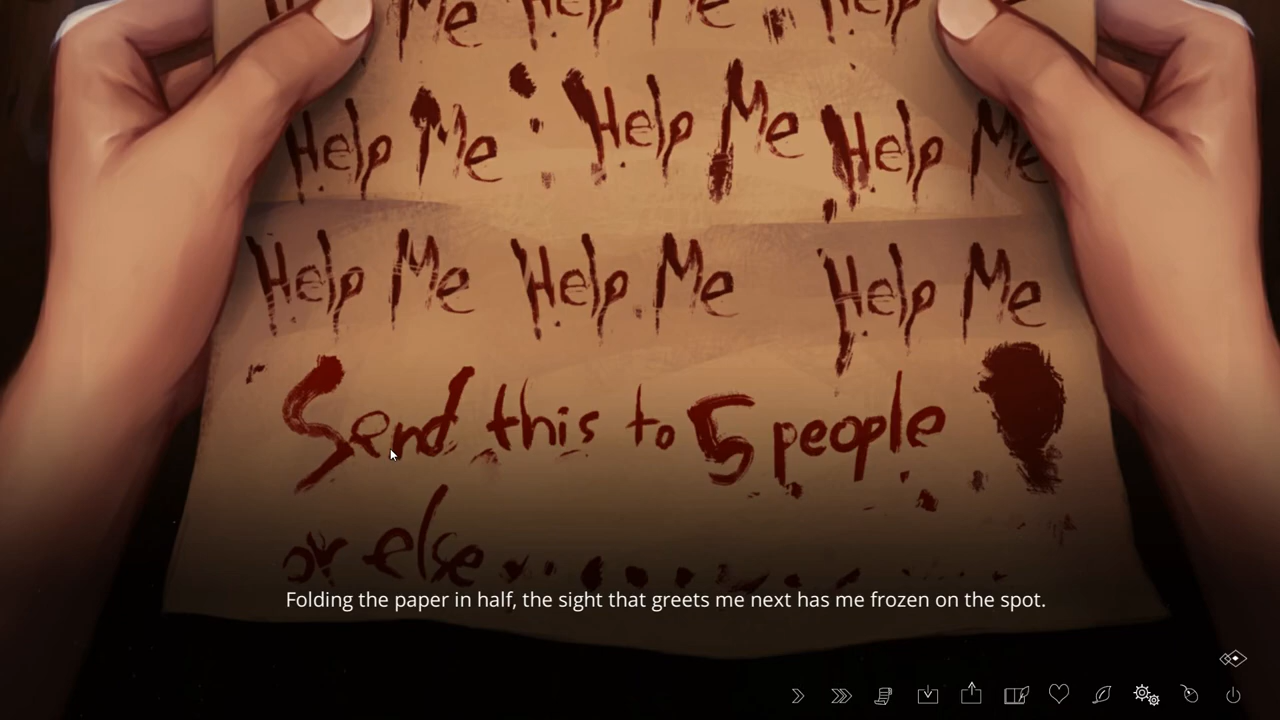 Me Help Me Help
Help Me Help Me Help Me
Help Me Help Me Help Me
Send this to 5 people
or else......
Folding the paper in half, the sight that greets me next has me frozen on the spot.